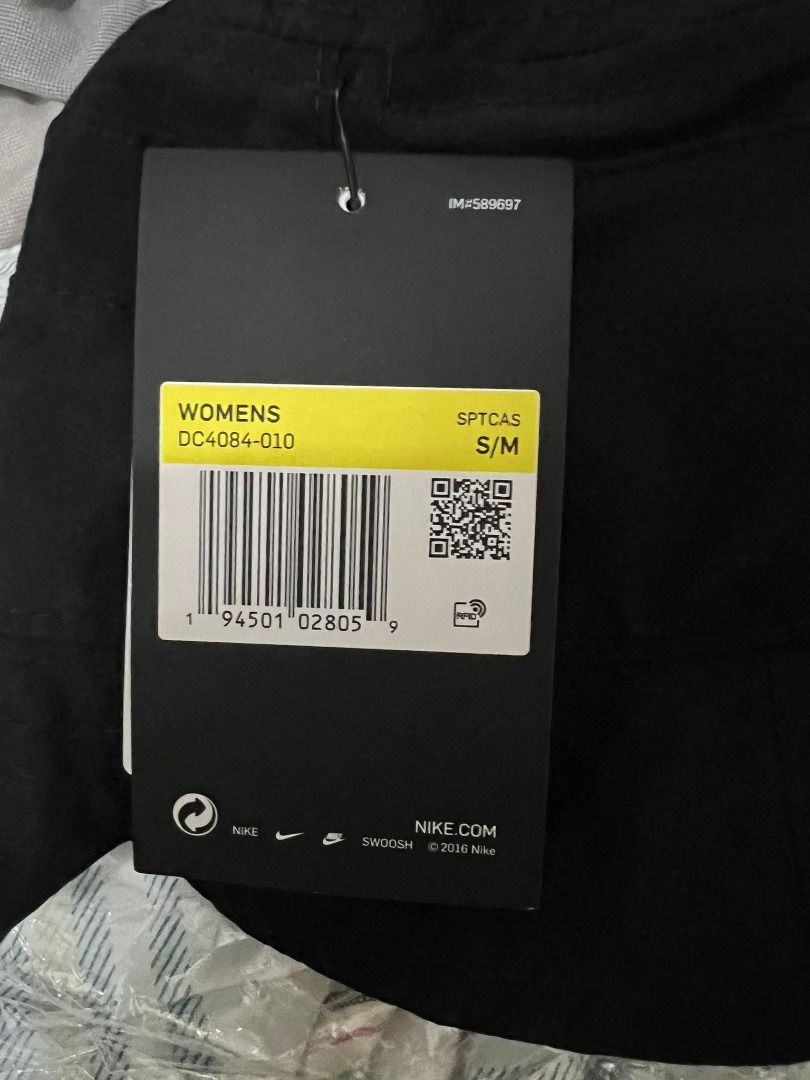 IM#589697
WOMENS
SPTCAS
DC4084-010
S/M
1 94501 02805 9
RFID
NIKE
SWOOSH
NIKE.COM
© 2016 Nike